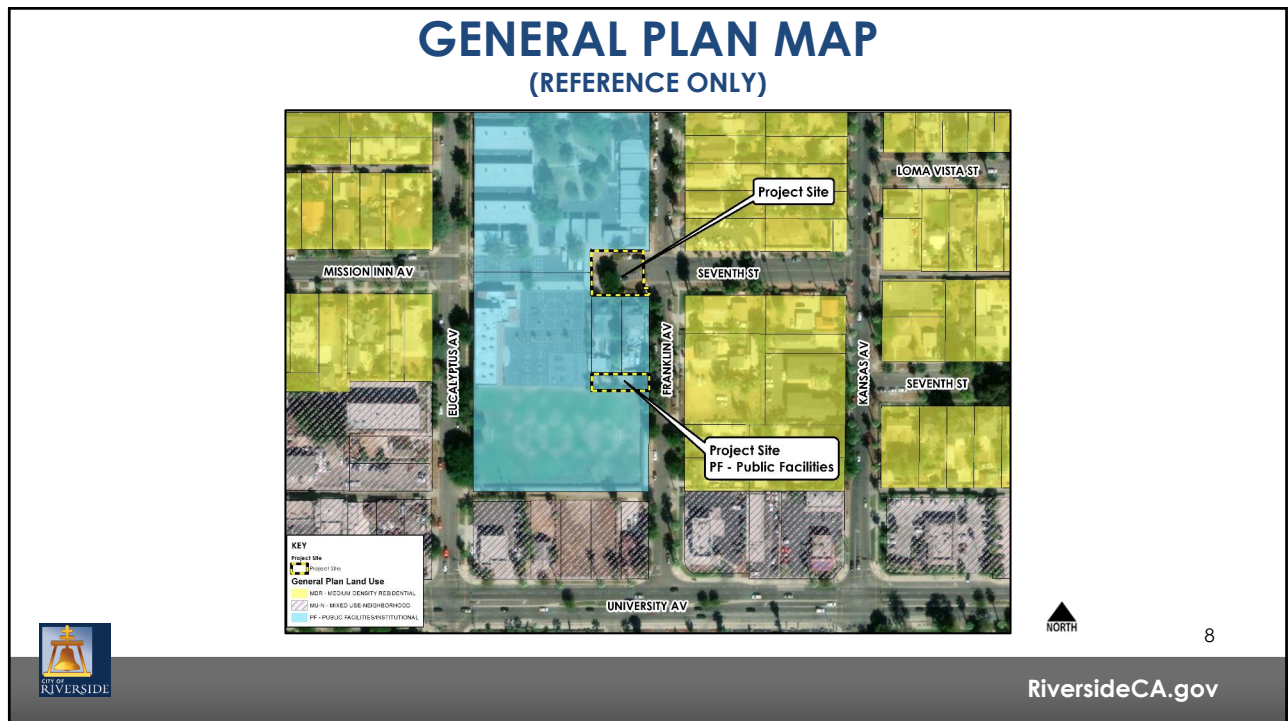 GENERAL PLAN MAP
(REFERENCE ONLY)
LOMA VISTA ST
Project Site
MISSION INN AV
SEVENTH ST
EUCALYPTUS AV
FRANKLIN AV
KANSAS AV
SEVENTH ST
Project Site
PF - Public Facilities
KEY
Project Site
Project Site
General Plan Land Use
MDR - MEDIUM DENSITY RESIDENTIAL
MU-N - MIXED USE-NEIGHBORHOOD
PF - PUBLIC FACILITIES/INSTITUTIONAL
UNIVERSITY AV
NORTH
8
CITY OF
RIVERSIDE
RiversideCA.gov